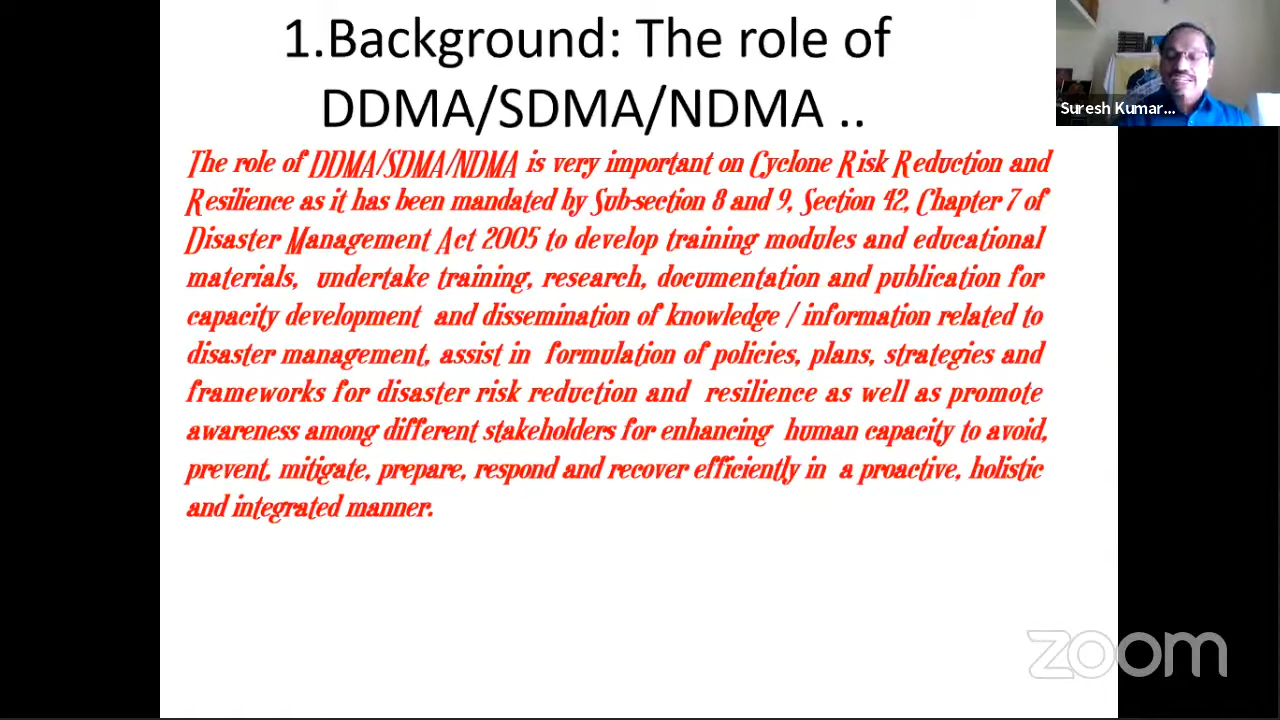 1.Background: The role of
DDMA/SDMA/NDMA ..
The role of DDMA/SDMA/NDMA is very important on Cyclone Risk Reduction and
Resilience as it has been mandated by Sub-section 8 and 9, Section 42, Chapter 7 of
Disaster Management Act 2005 to develop training modules and educational
materials, undertake training, research, documentation and publication for
capacity development and dissemination of knowledge / information related to
disaster management, assist in formulation of policies, plans, strategies and
frameworks for disaster risk reduction and resilience as well as promote
awareness among different stakeholders for enhancing human capacity to avoid,
prevent, mitigate, prepare, respond and recover efficiently in a proactive, holistic
and integrated manner.
Suresh Kumar...
zoom